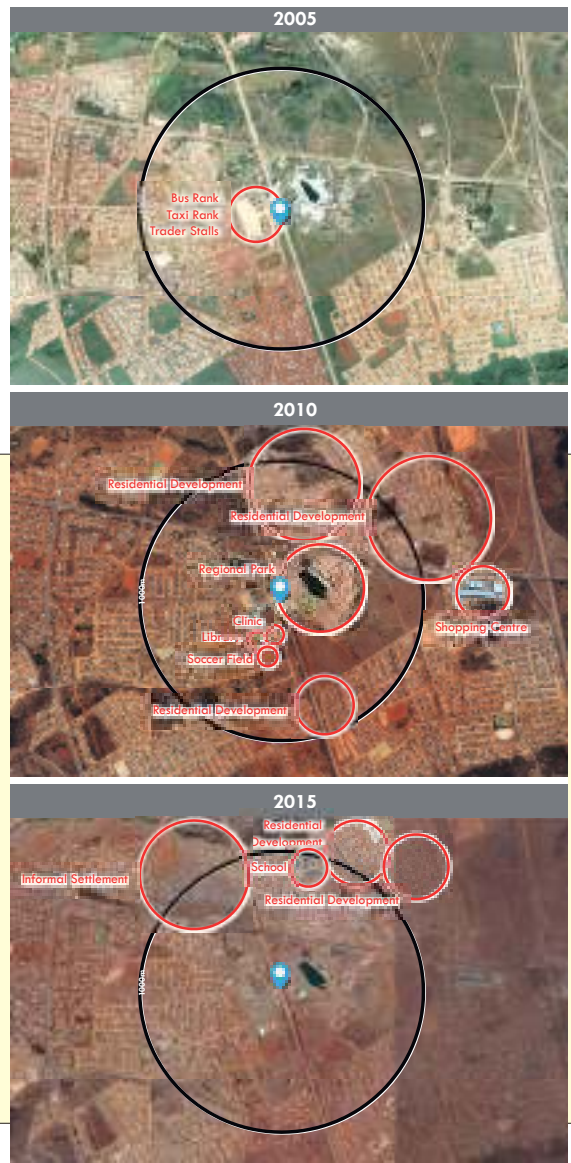 2005
Bus Rank
Taxi Rank
Trader Stalls
2010
Residential Development
Residential Development
Regional Park
1000m
Clinic
Shopping Centre
Soccer Field
Residential Development
2015
Residential
Development
School
Informal Settlement
Residential Development
1000m